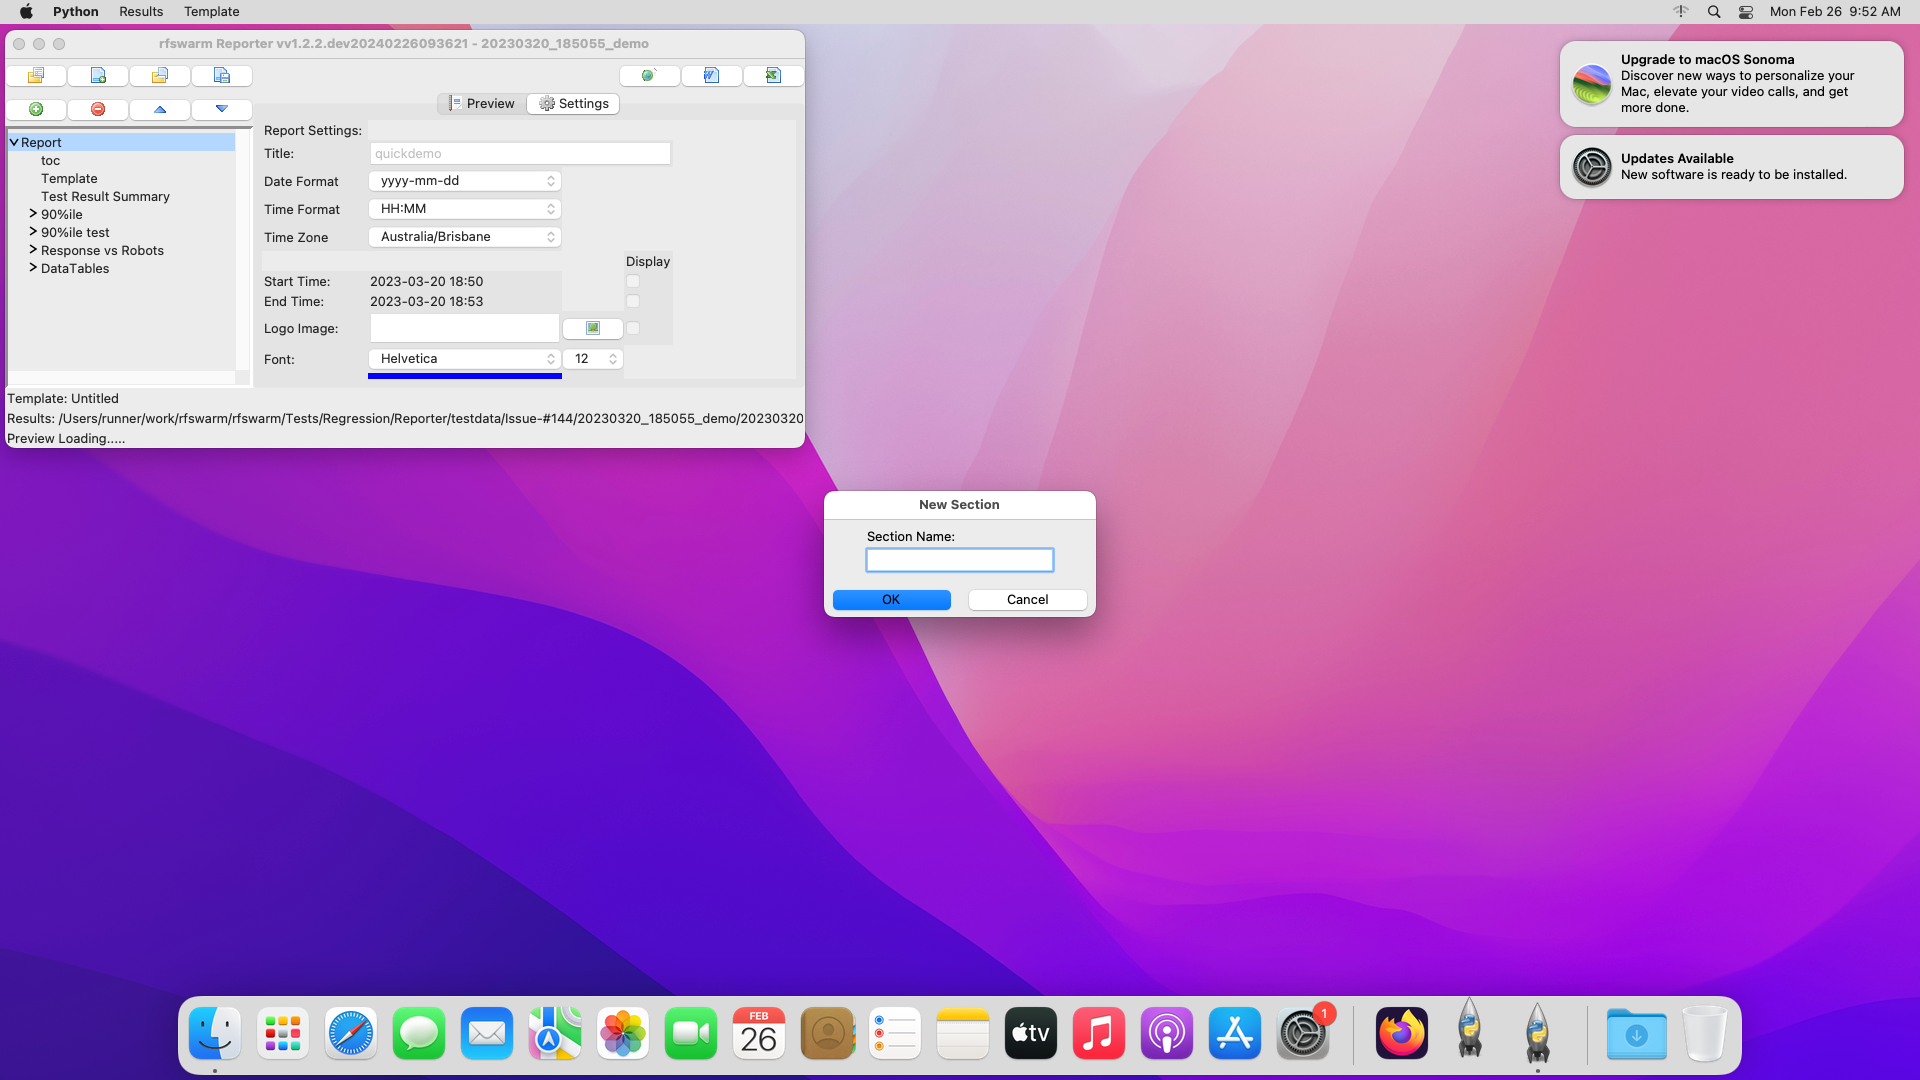 Python Results Template
Mon Feb 26 9:52 AM
rfswarm Reporter vv1.2.2.dev20240226093621 - 20230320_185055_demo
Preview Settings
Report
toc
Template
Test Result Summary
90%ile
90%ile test
Response vs Robots
DataTables
Report Settings:
Title: quickdemo
Date Format yyyy-mm-dd
Time Format HH:MM
Time Zone Australia/Brisbane
Display
Start Time: 2023-03-20 18:50
End Time: 2023-03-20 18:53
Logo Image:
Font: Helvetica 12
Template: Untitled
Results: /Users/runner/work/rfswarm/rfswarm/Tests/Regression/Reporter/testdata/Issue-#144/20230320_185055_demo/20230320
Preview Loading.....
Upgrade to macOS Sonoma
Discover new ways to personalize your
Mac, elevate your video calls, and get
more done.
Updates Available
New software is ready to be installed.
New Section
Section Name:
OK Cancel
FEB
26
tv
1